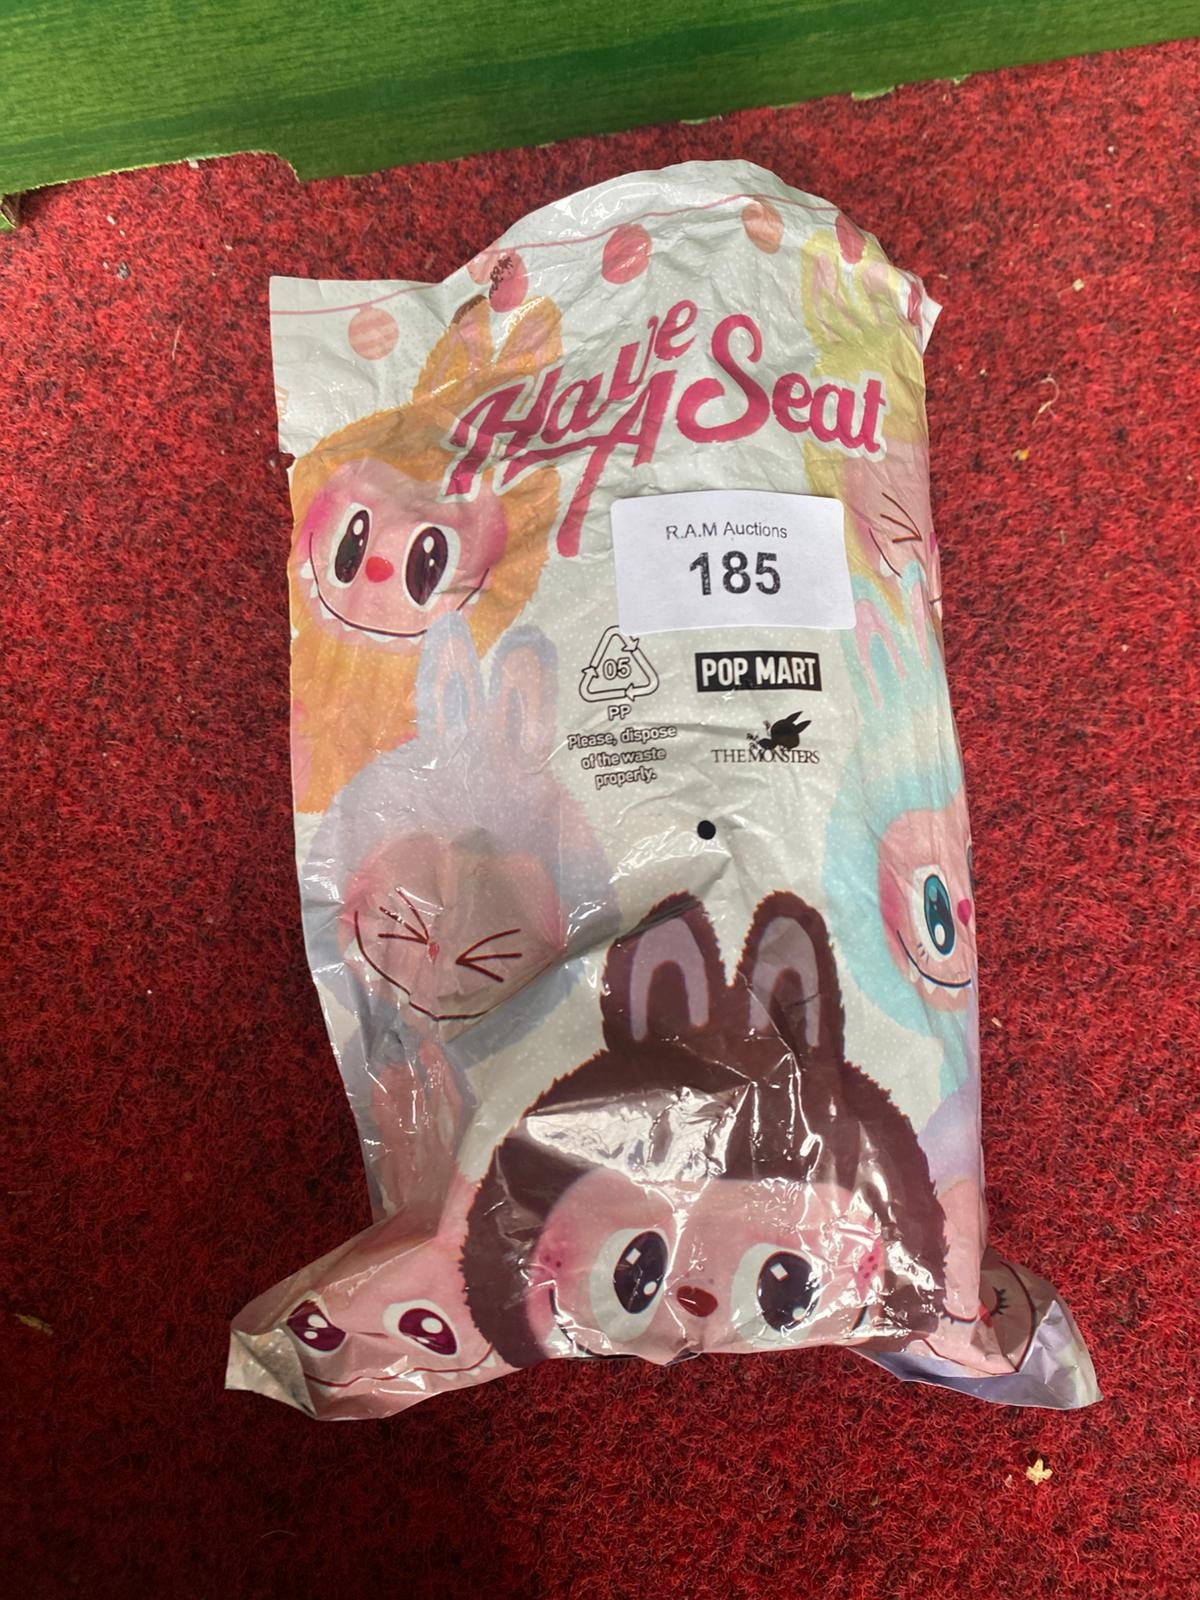 Have A Seat
R.A.M Auctions
185
05
PP
Please, dispose
of the waste
properly.
POP MART
THE MONSTERS